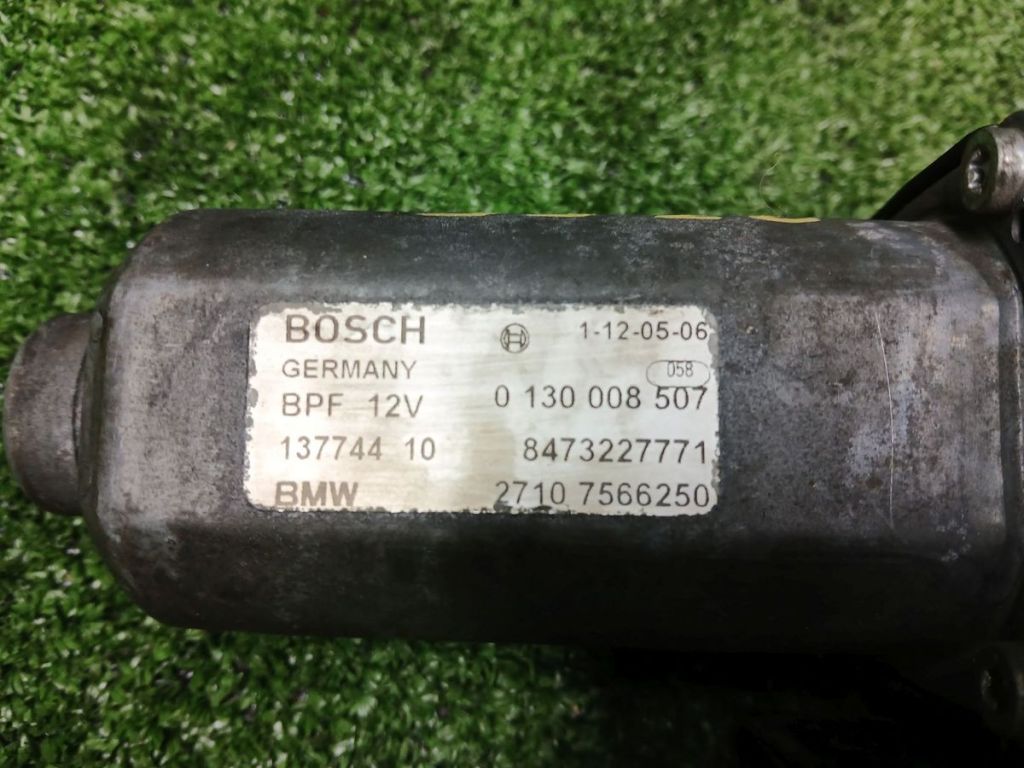 BOSCH 1-12-05-06
GERMANY 058
BPF 12V 0 130 008 507
137744 10 8473227771
BMW 2710 7566250